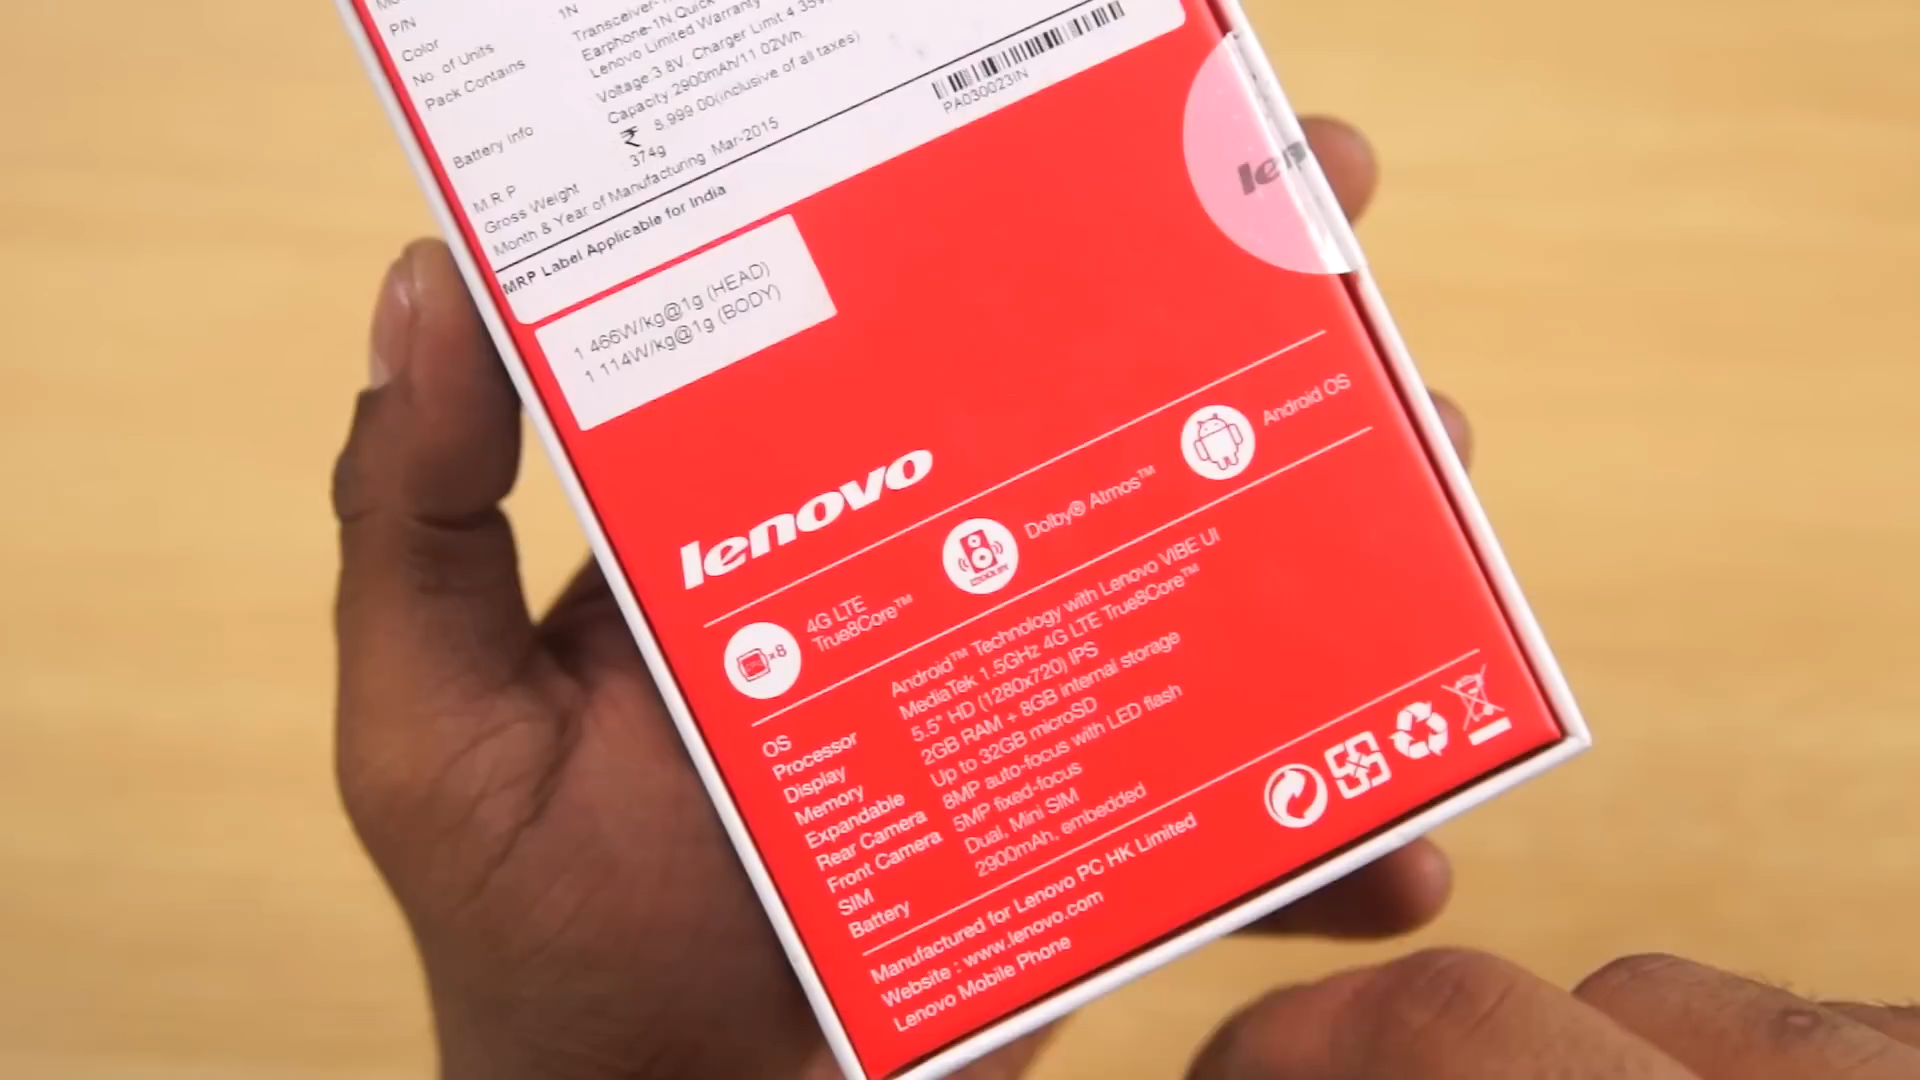 P/N
1N
Color
Transceiver-
No. of Units
Earphone-1N Quick
Pack Contains
Lenovo Limited Warranty
Battery Info
Voltage:3.8V, Charger Limit 4.35
Capacity:2900mAh/11.02Wh.
M.R.P ₹ 8,999.00(inclusive of all taxes)
Gross Weight 374g
Month & Year of Manufacturing :Mar-2015
MRP Label Applicable for India
PA030023IN
1.466W/kg@1g (HEAD)
1.114W/kg@1g (BODY)
lenovo
×8
4G LTE
True8Core™
Dolby® Atmos™
Android OS
OS Android™ Technology with Lenovo VIBE UI
Processor MediaTek 1.5GHz 4G LTE True8Core™
Display 5.5" HD (1280x720) IPS
Memory 2GB RAM + 8GB internal storage
Expandable Up to 32GB microSD
Rear Camera 8MP auto-focus with LED flash
Front Camera 5MP fixed-focus
SIM Dual, Mini SIM
Battery 2900mAh, embedded
Manufactured for Lenovo PC HK Limited
Website : www.lenovo.com
Lenovo Mobile Phone